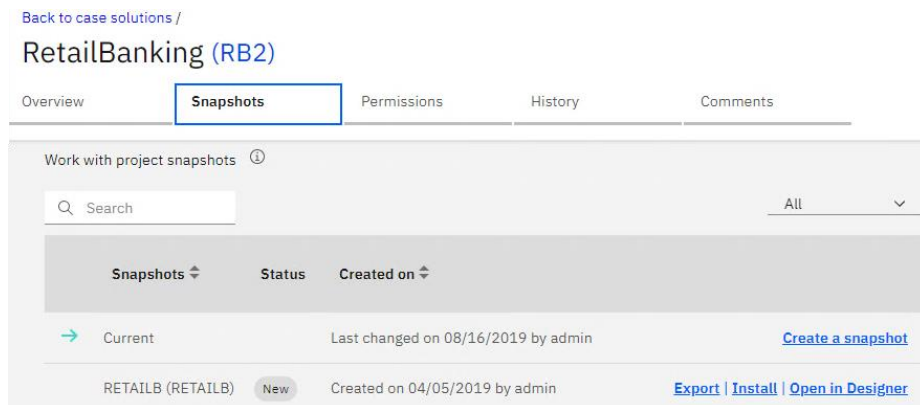 Back to case solutions /
RetailBanking (RB2)
Overview Snapshots Permissions History Comments
Work with project snapshots
Search All
Snapshots Status Created on
Current Last changed on 08/16/2019 by admin Create a snapshot
RETAILB (RETAILB) New Created on 04/05/2019 by admin Export | Install | Open in Designer